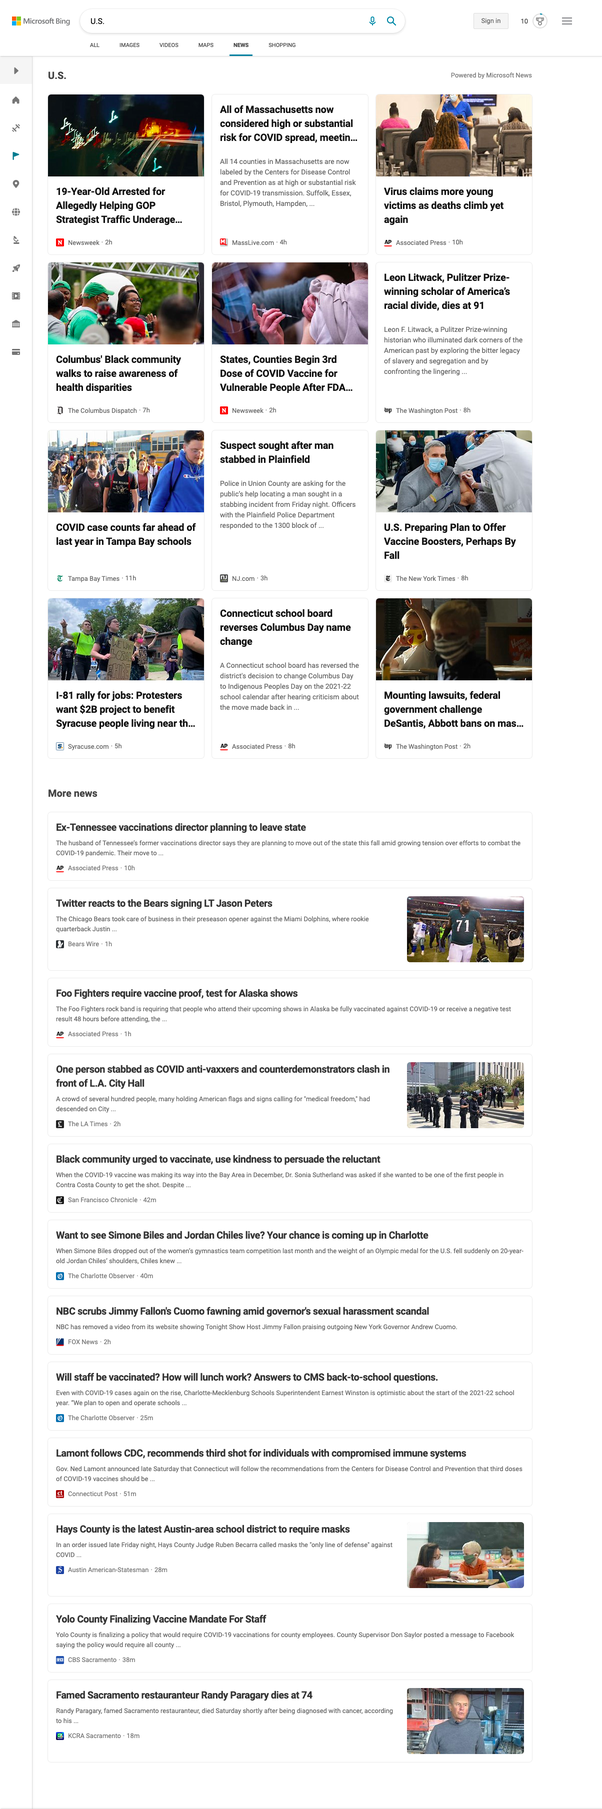 Microsoft Bing
U.S.
Sign in
10
ALL
IMAGES
VIDEOS
MAPS
NEWS
SHOPPING
U.S.
Powered by Microsoft News
19-Year-Old Arrested for
Allegedly Helping GOP
Strategist Traffic Underage...
Newsweek · 2h
All of Massachusetts now
considered high or substantial
risk for COVID spread, meetin...
All 14 counties in Massachusetts are now
labeled by the Centers for Disease Control
and Prevention as at high or substantial risk
for COVID-19 transmission. Suffolk, Essex,
Bristol, Plymouth, Hampden, ...
MassLive.com · 4h
Virus claims more young
victims as deaths climb yet
again
AP Associated Press · 10h
Columbus' Black community
walks to raise awareness of
health disparities
The Columbus Dispatch · 7h
States, Counties Begin 3rd
Dose of COVID Vaccine for
Vulnerable People After FDA...
Newsweek · 2h
Leon Litwack, Pulitzer Prize-
winning scholar of America's
racial divide, dies at 91
Leon F. Litwack, a Pulitzer Prize-winning
historian who illuminated dark corners of the
American past by exploring the bitter legacy
of slavery and segregation and by
confronting the lingering ...
wp The Washington Post · 8h
COVID case counts far ahead of
last year in Tampa Bay schools
Tampa Bay Times · 11h
Suspect sought after man
stabbed in Plainfield
Police in Union County are asking for the
public's help locating a man sought in a
stabbing incident from Friday night. Officers
with the Plainfield Police Department
responded to the 1300 block of ...
NJ.com · 3h
U.S. Preparing Plan to Offer
Vaccine Boosters, Perhaps By
Fall
The New York Times · 8h
I-81 rally for jobs: Protesters
want $2B project to benefit
Syracuse people living near th...
Syracuse.com · 5h
Connecticut school board
reverses Columbus Day name
change
A Connecticut school board has reversed the
district's decision to change Columbus Day
to Indigenous Peoples Day on the 2021-22
school calendar after hearing criticism about
the move made back in ...
AP Associated Press · 8h
Mounting lawsuits, federal
government challenge
DeSantis, Abbott bans on mas...
wp The Washington Post · 2h
More news
Ex-Tennessee vaccinations director planning to leave state
The husband of Tennessee's former vaccinations director says they are planning to move out of the state this fall amid growing tension over efforts to combat the
COVID-19 pandemic. Their move to ...
AP Associated Press · 10h
Twitter reacts to the Bears signing LT Jason Peters
The Chicago Bears took care of business in their preseason opener against the Miami Dolphins, where rookie
quarterback Justin ...
Bears Wire · 1h
71
Foo Fighters require vaccine proof, test for Alaska shows
The Foo Fighters rock band is requiring that people who attend their upcoming shows in Alaska be fully vaccinated against COVID-19 or receive a negative test
result 48 hours before attending, the ...
AP Associated Press · 1h
One person stabbed as COVID anti-vaxxers and counterdemonstrators clash in
front of L.A. City Hall
A crowd of several hundred people, many holding American flags and signs calling for "medical freedom," had
descended on City ...
The LA Times · 2h
Black community urged to vaccinate, use kindness to persuade the reluctant
When the COVID-19 vaccine was making its way into the Bay Area in December, Dr. Sonia Sutherland was asked if she wanted to be one of the first people in
Contra Costa County to get the shot. Despite ...
San Francisco Chronicle · 42m
Want to see Simone Biles and Jordan Chiles live? Your chance is coming up in Charlotte
When Simone Biles dropped out of the women's gymnastics team competition last month and the weight of an Olympic medal for the U.S. fell suddenly on 20-year-
old Jordan Chiles' shoulders, Chiles knew ...
The Charlotte Observer · 40m
NBC scrubs Jimmy Fallon's Cuomo fawning amid governor's sexual harassment scandal
NBC has removed a video from its website showing Tonight Show Host Jimmy Fallon praising outgoing New York Governor Andrew Cuomo.
FOX News · 2h
Will staff be vaccinated? How will lunch work? Answers to CMS back-to-school questions.
Even with COVID-19 cases again on the rise, Charlotte-Mecklenburg Schools Superintendent Earnest Winston is optimistic about the start of the 2021-22 school
year. "We plan to open and operate schools ...
The Charlotte Observer · 25m
Lamont follows CDC, recommends third shot for individuals with compromised immune systems
Gov. Ned Lamont announced late Saturday that Connecticut will follow the recommendations from the Centers for Disease Control and Prevention that third doses
of COVID-19 vaccines should be ...
Connecticut Post · 51m
Hays County is the latest Austin-area school district to require masks
In an order issued late Friday night, Hays County Judge Ruben Becerra called masks the "only line of defense" against
COVID ...
Austin American-Statesman · 28m
Yolo County Finalizing Vaccine Mandate For Staff
Yolo County is finalizing a policy that would require COVID-19 vaccinations for county employees. County Supervisor Don Saylor posted a message to Facebook
saying the policy would require all county ...
CBS Sacramento · 38m
Famed Sacramento restauranteur Randy Paragary dies at 74
Randy Paragary, famed Sacramento restauranteur, died Saturday shortly after being diagnosed with cancer, according
to his ...
KCRA Sacramento · 18m